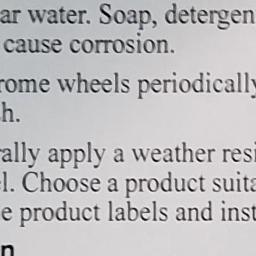 ar water. Soap, detergen
cause corrosion.
rome wheels periodically
h.
rally apply a weather resi
l. Choose a product suita
e product labels and inst
n